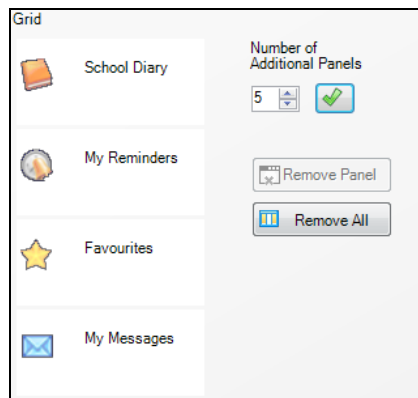 Grid
School Diary
My Reminders
Favourites
My Messages
Number of
Additional Panels
5
Remove Panel
Remove All